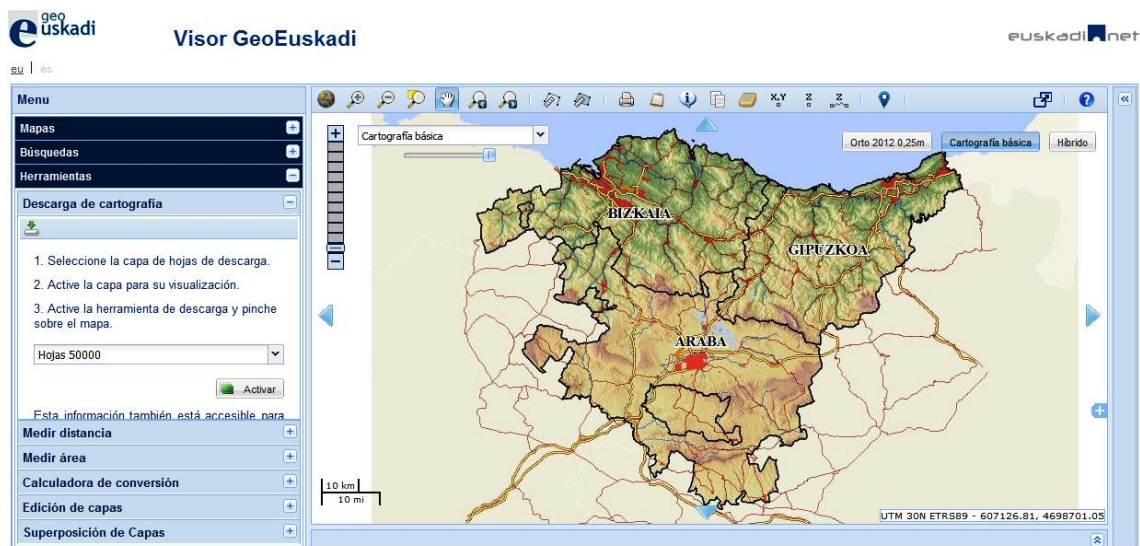 geo
euskadi
Visor GeoEuskadi
euskadi.net
eu | es
Menu
Mapas
Búsquedas
Herramientas
Descarga de cartografía
1. Seleccione la capa de hojas de descarga.
2. Active la capa para su visualización.
3. Active la herramienta de descarga y pinche
sobre el mapa.
Hojas 50000
Activar
Esta información también está accesible para
Medir distancia
Medir área
Calculadora de conversión
Edición de capas
Superposición de Capas
X,Y
z
z
Cartografía básica
Orto 2012 0,25m
Cartografía básica
Híbrido
BIZKAIA
GIPUZKOA
ARABA
10 km
10 mi
UTM 30N ETRS89 - 607126.81, 4698701.05